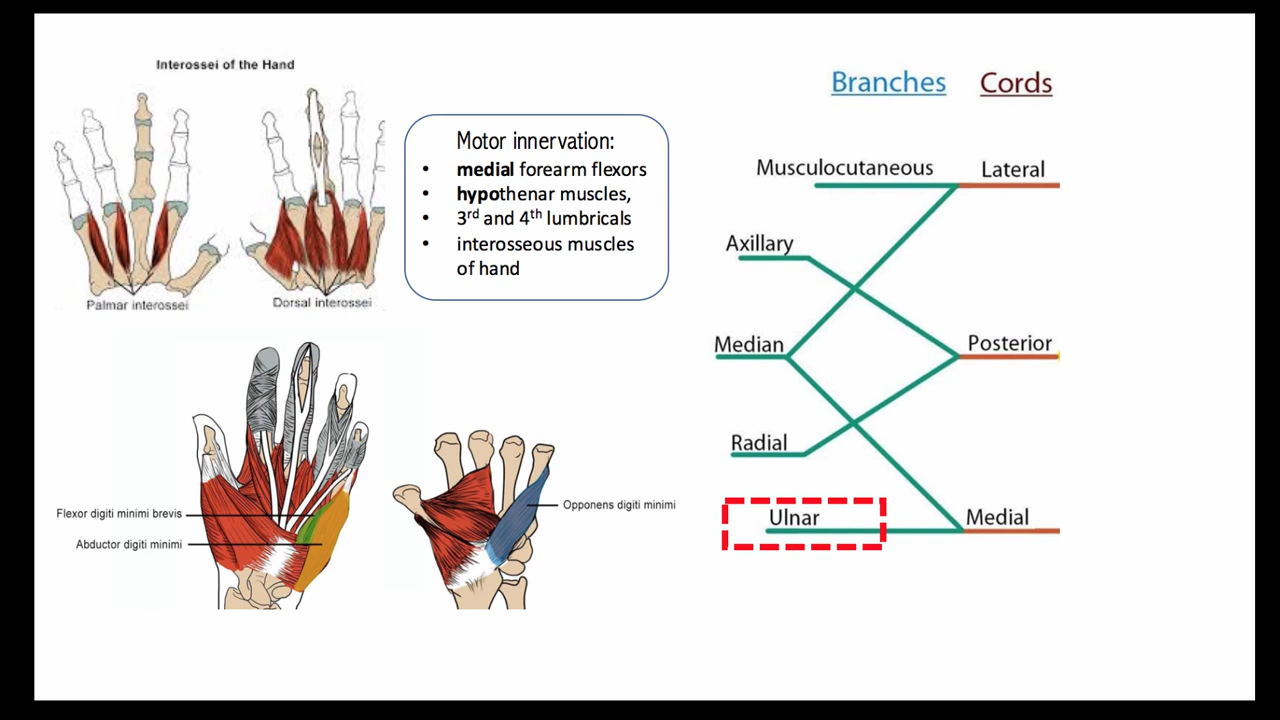 Interossei of the Hand
Palmar interossei
Dorsal interossei
Motor innervation:
• medial forearm flexors
• hypothenar muscles,
• 3rd and 4th lumbricals
• interosseous muscles
of hand
Flexor digiti minimi brevis
Abductor digiti minimi
Opponens digiti minimi
Branches
Cords
Musculocutaneous
Lateral
Axillary
Median
Posterior
Radial
Ulnar
Medial